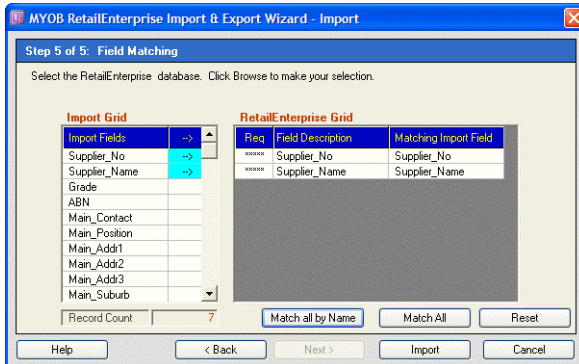 MYOB RetailEnterprise Import & Export Wizard - Import
Step 5 of 5: Field Matching
Select the RetailEnterprise database. Click Browse to make your selection.
Import Grid
RetailEnterprise Grid
Import Fields -->
Req Field Description Matching Import Field
Supplier_No -->
***** Supplier_No Supplier_No
Supplier_Name -->
***** Supplier_Name Supplier_Name
Grade
ABN
Main_Contact
Main_Position
Main_Addr1
Main_Addr2
Main_Addr3
Main_Suburb
Record Count 7
Match all by Name Match All Reset
Help < Back Next > Import Cancel